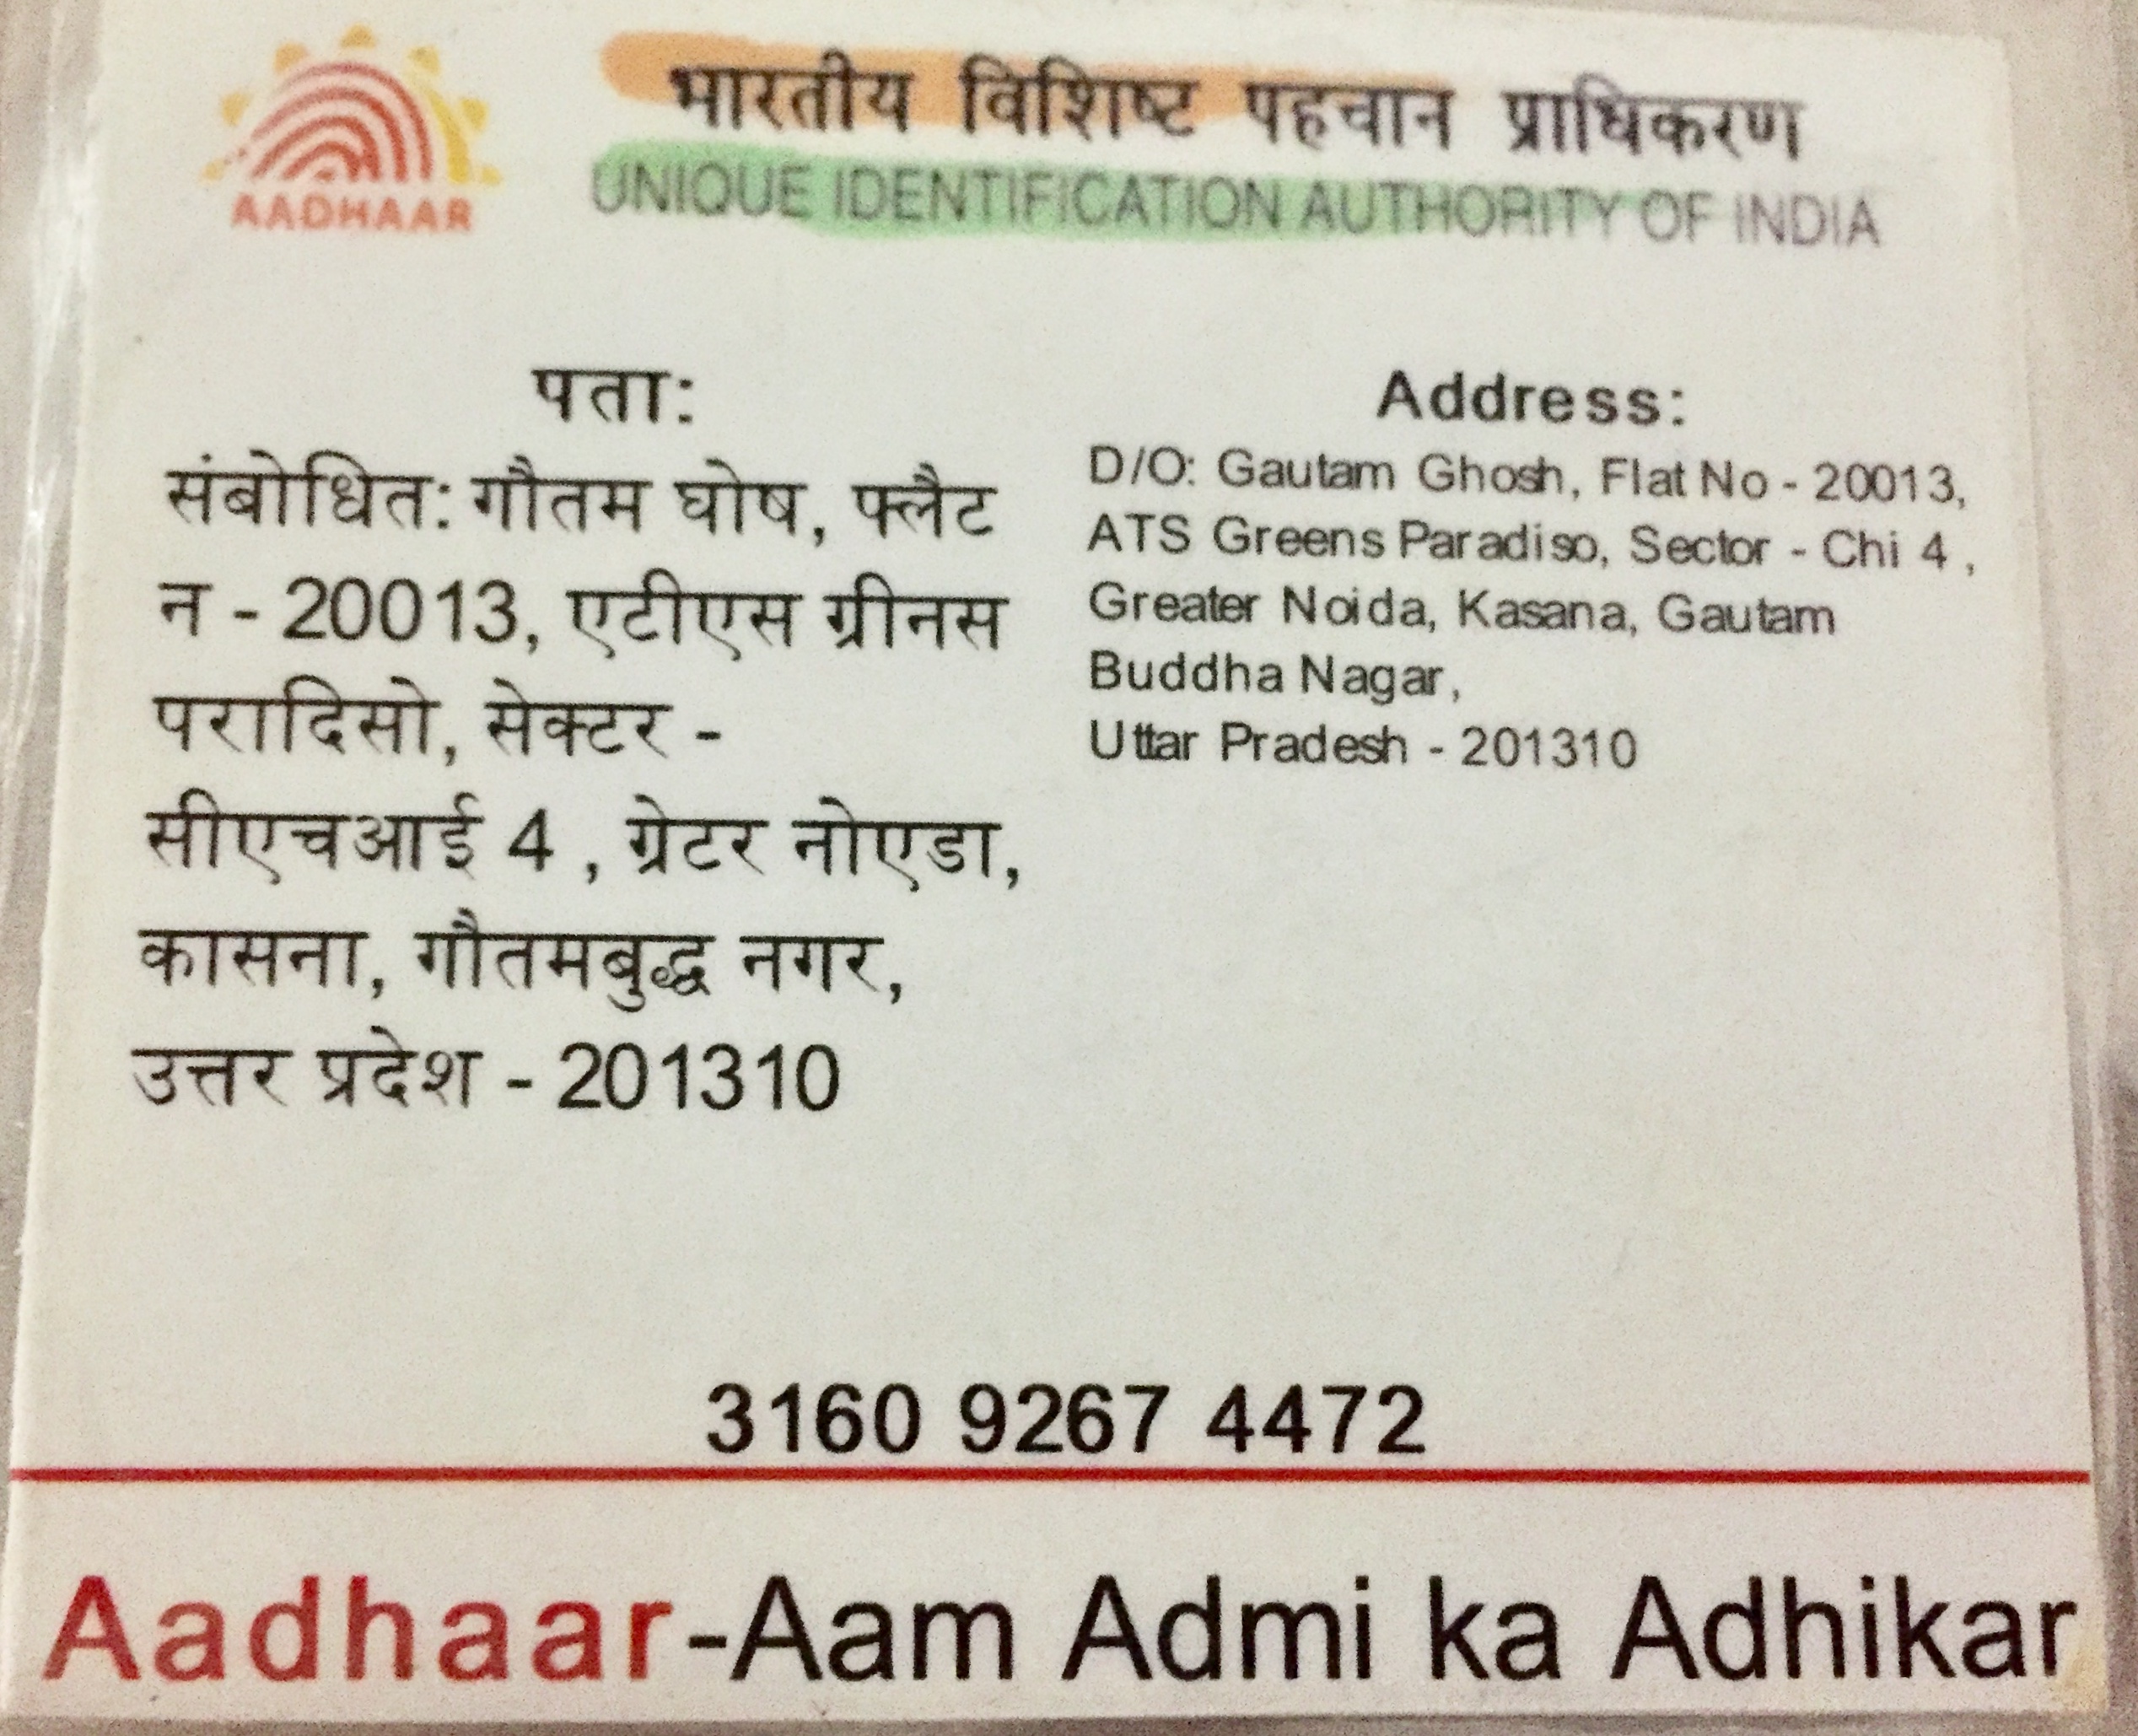 AADHAAR
भारतीय विशिष्ट पहचान प्राधिकरण
UNIQUE IDENTIFICATION AUTHORITY OF INDIA
पता:
संबोधित: गौतम घोष, फ्लैट
न - 20013, एटीएस ग्रीनस
परादिसो, सेक्टर -
सीएचआई 4 , ग्रेटर नोएडा,
कासना, गौतमबुद्ध नगर,
उत्तर प्रदेश - 201310
Address:
D/O: Gautam Ghosh, Flat No - 20013,
ATS Greens Paradiso, Sector - Chi 4 ,
Greater Noida, Kasana, Gautam
Buddha Nagar,
Uttar Pradesh - 201310
3160 9267 4472
Aadhaar-Aam Admi ka Adhikar